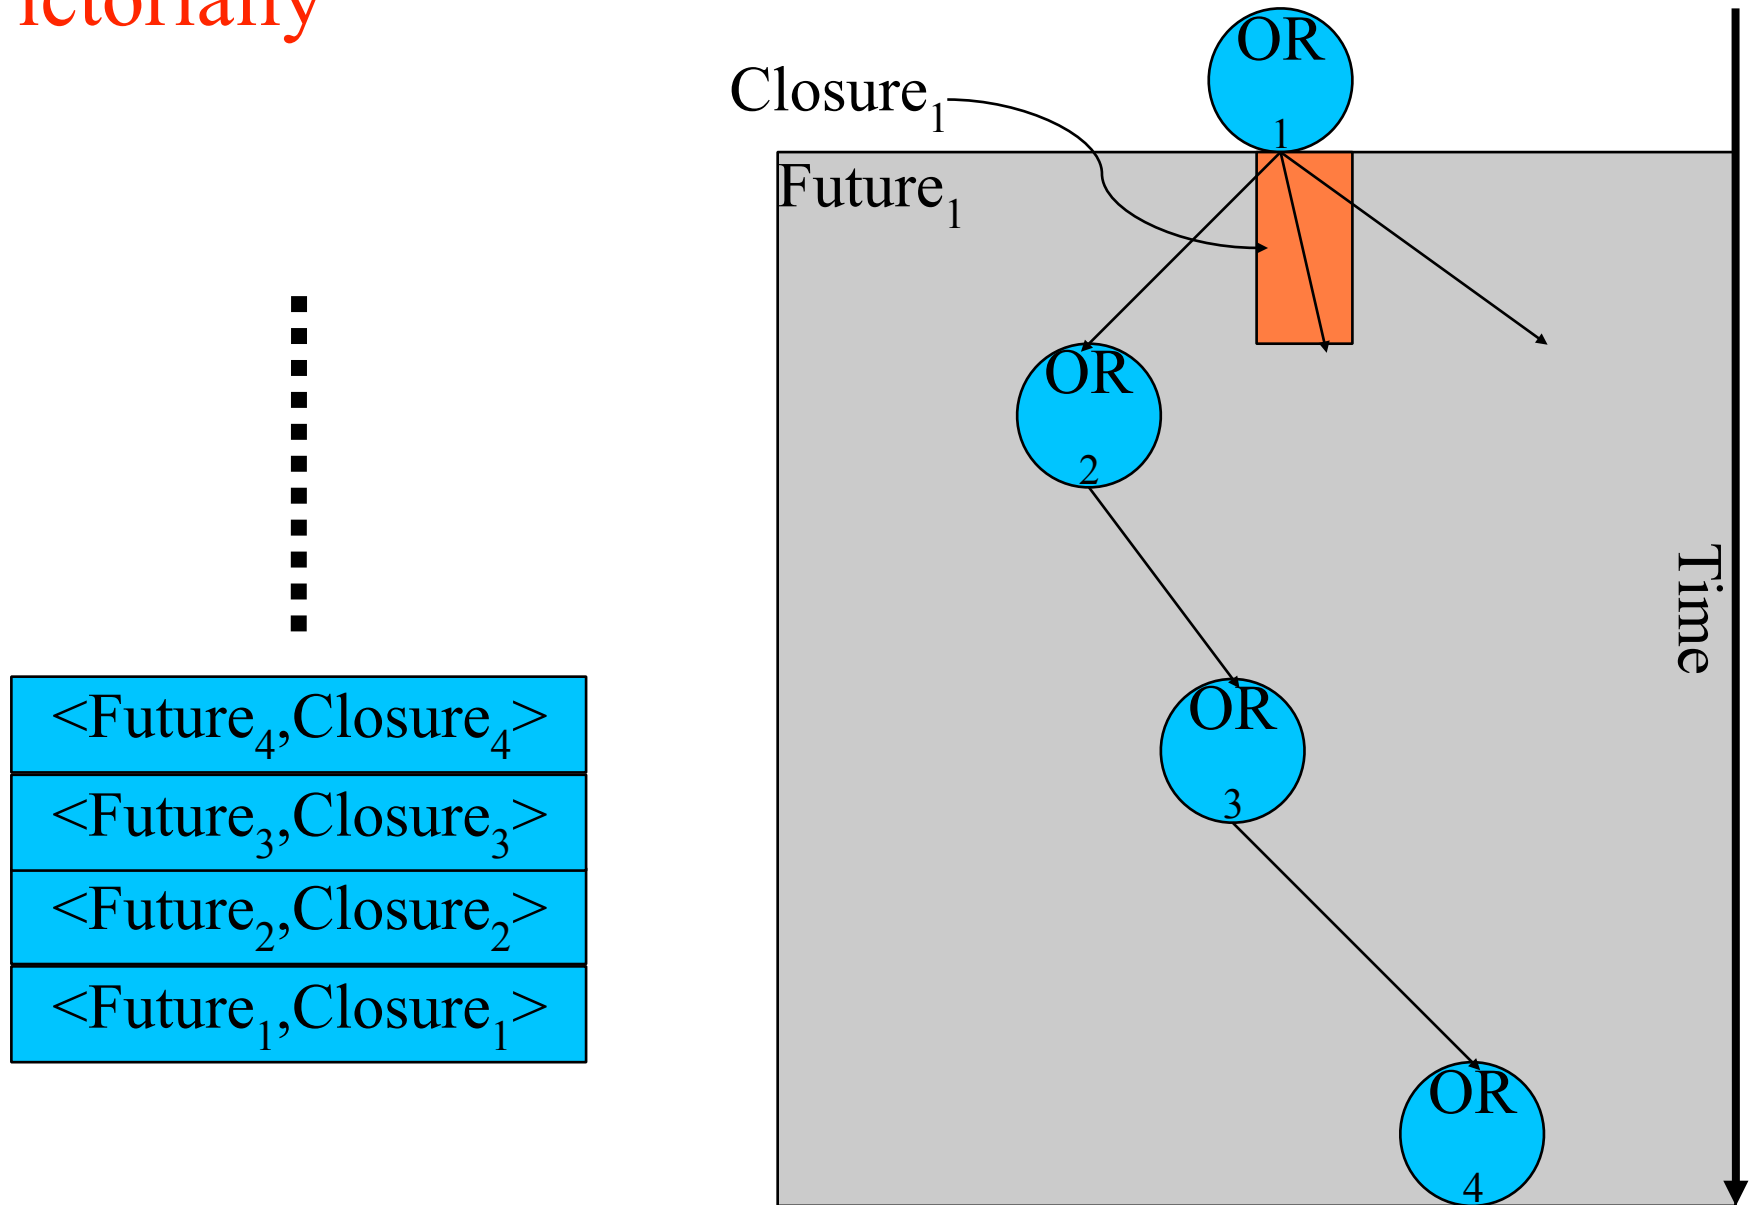 ictorially
OR
1
Closure1
Future1
OR
2
OR
3
OR
4
Time
<Future4,Closure4>
<Future3,Closure3>
<Future2,Closure2>
<Future1,Closure1>